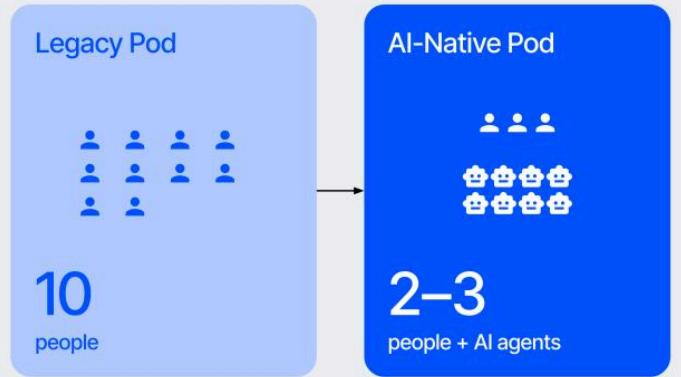 Legacy Pod
10
people
AI-Native Pod
2–3
people + AI agents